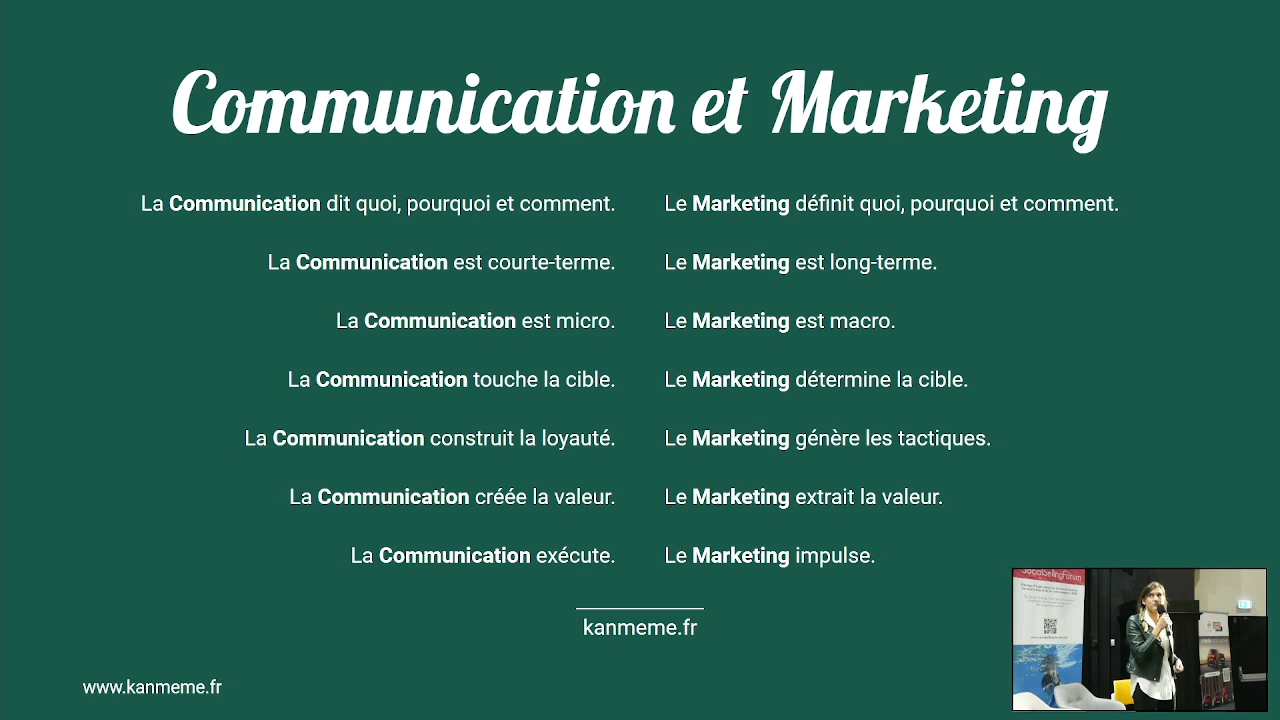 Communication et Marketing
La Communication dit quoi, pourquoi et comment.
Le Marketing définit quoi, pourquoi et comment.
La Communication est courte-terme.
Le Marketing est long-terme.
La Communication est micro.
Le Marketing est macro.
La Communication touche la cible.
Le Marketing détermine la cible.
La Communication construit la loyauté.
Le Marketing génère les tactiques.
La Communication créée la valeur.
Le Marketing extrait la valeur.
La Communication exécute.
Le Marketing impulse.
kanmeme.fr
www.kanmeme.fr
SocialSellingForum